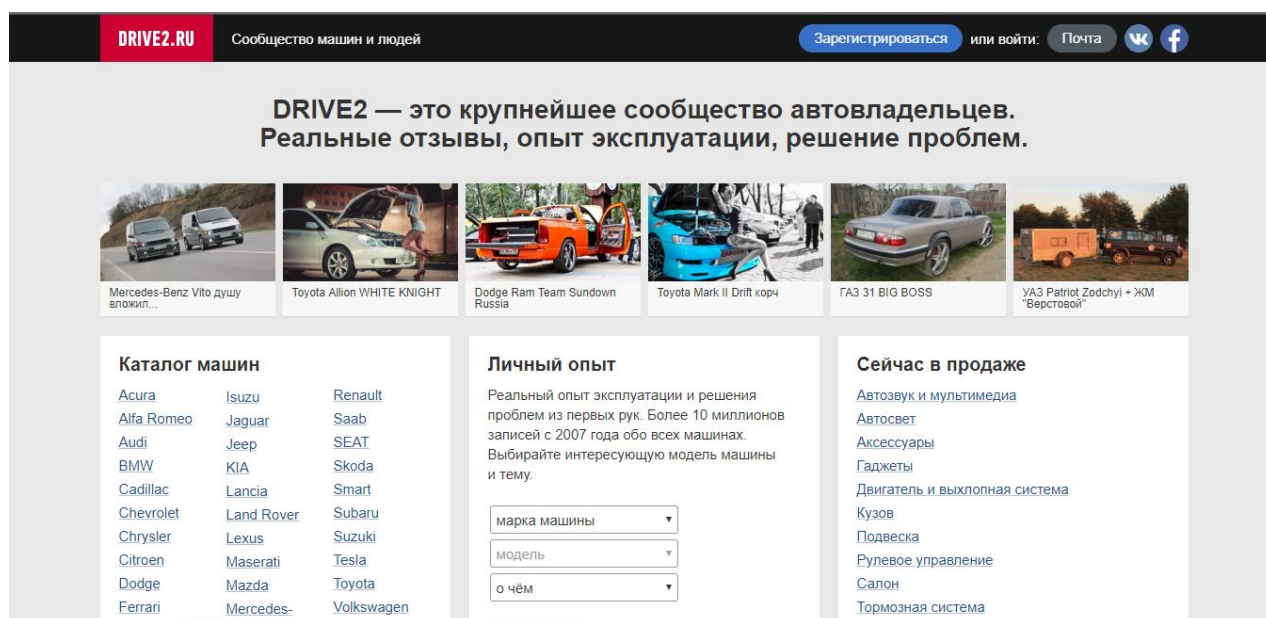 DRIVE2.RU
Сообщество машин и людей
Зарегистрироваться
или войти:
Почта
DRIVE2 — это крупнейшее сообщество автовладельцев.
Реальные отзывы, опыт эксплуатации, решение проблем.
Mercedes-Benz Vito душу
вложил...
Toyota Allion WHITE KNIGHT
Dodge Ram Team Sundown
Russia
Toyota Mark II Drift корч
ГАЗ 31 BIG BOSS
УАЗ Patriot Zodchyi + ЖМ
"Верстовой"
Каталог машин
Acura
Alfa Romeo
Audi
BMW
Cadillac
Chevrolet
Chrysler
Citroen
Dodge
Ferrari
Isuzu
Jaguar
Jeep
KIA
Lancia
Land Rover
Lexus
Maserati
Mazda
Mercedes-
Renault
Saab
SEAT
Skoda
Smart
Subaru
Suzuki
Tesla
Toyota
Volkswagen
Личный опыт
Реальный опыт эксплуатации и решения
проблем из первых рук. Более 10 миллионов
записей с 2007 года обо всех машинах.
Выбирайте интересующую модель машины
и тему.
марка машины
модель
о чём
Сейчас в продаже
Автозвук и мультимедиа
Автосвет
Аксессуары
Гаджеты
Двигатель и выхлопная система
Кузов
Подвеска
Рулевое управление
Салон
Тормозная система